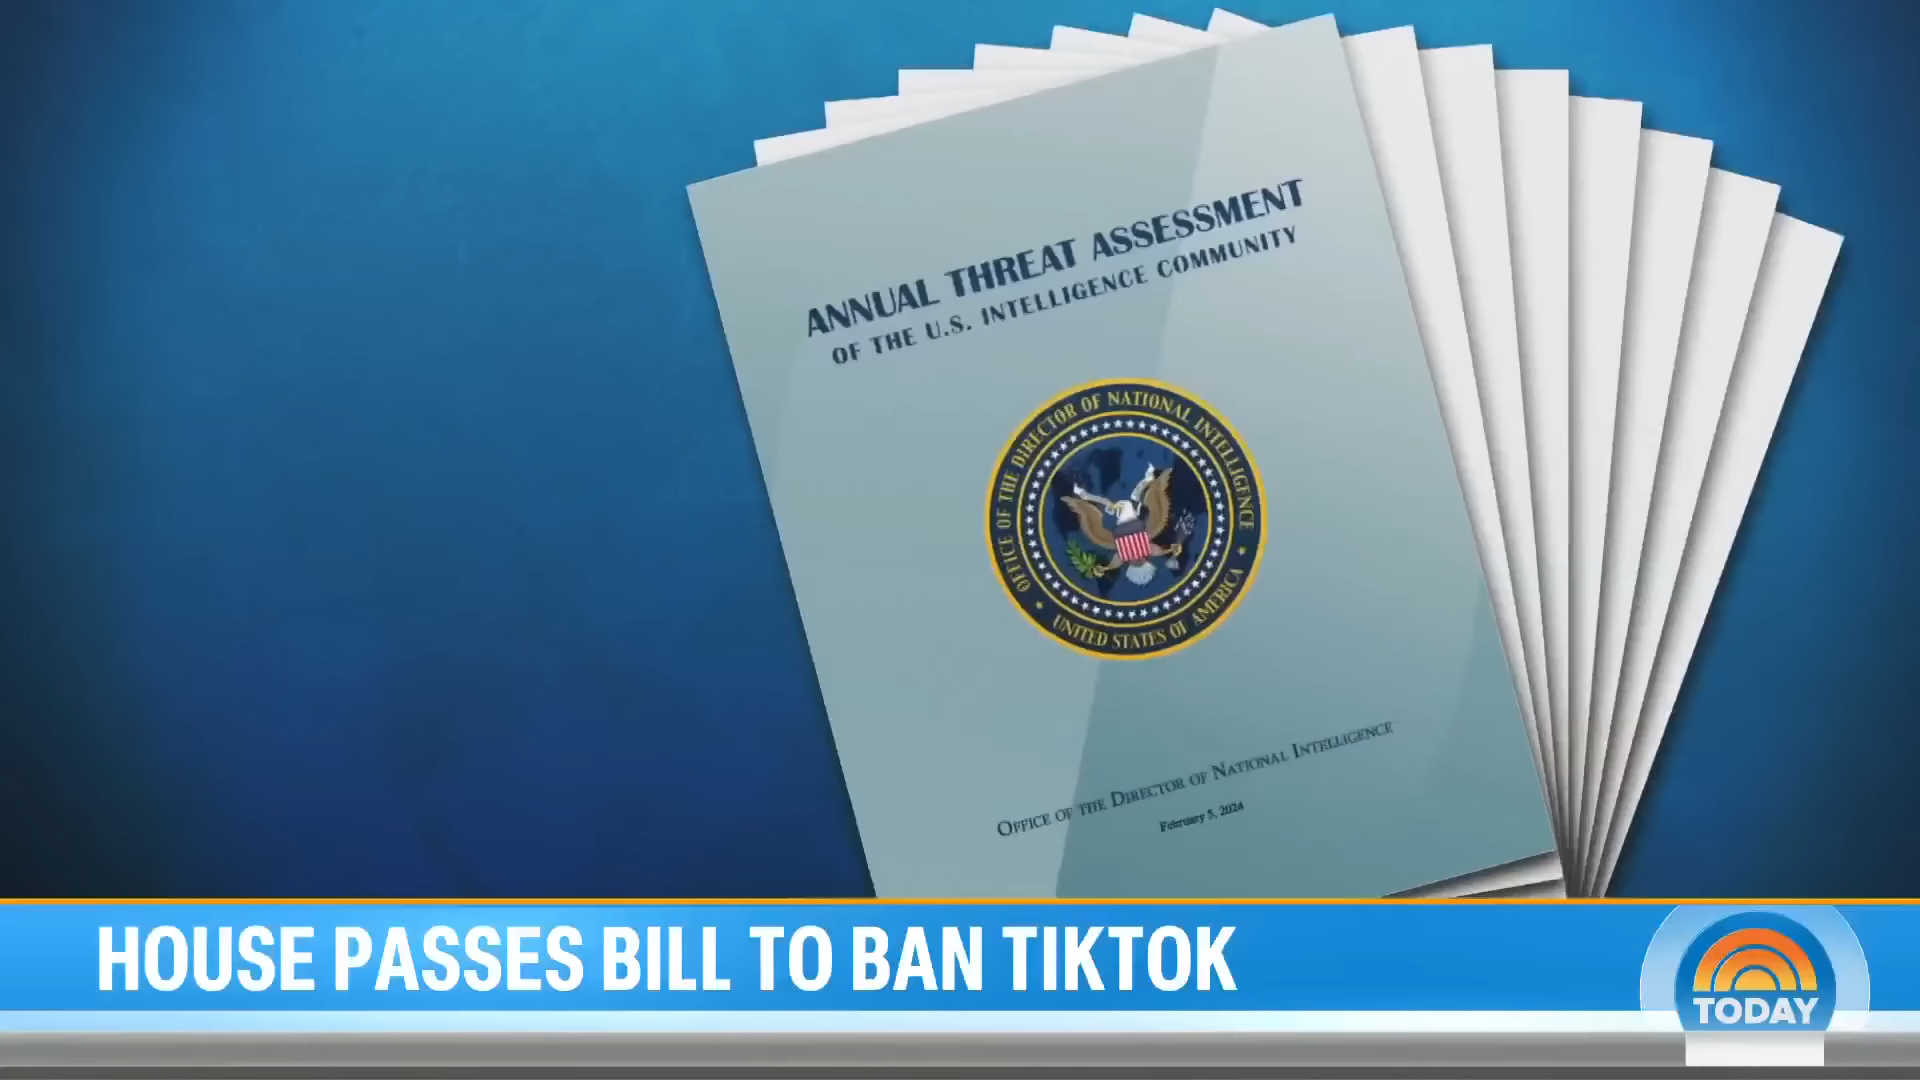 ANNUAL THREAT ASSESSMENT
OF THE U.S. INTELLIGENCE COMMUNITY
OFFICE OF THE DIRECTOR OF NATIONAL INTELLIGENCE
UNITED STATES OF AMERICA
OFFICE OF THE DIRECTOR OF NATIONAL INTELLIGENCE
February 5, 2024
HOUSE PASSES BILL TO BAN TIKTOK
TODAY